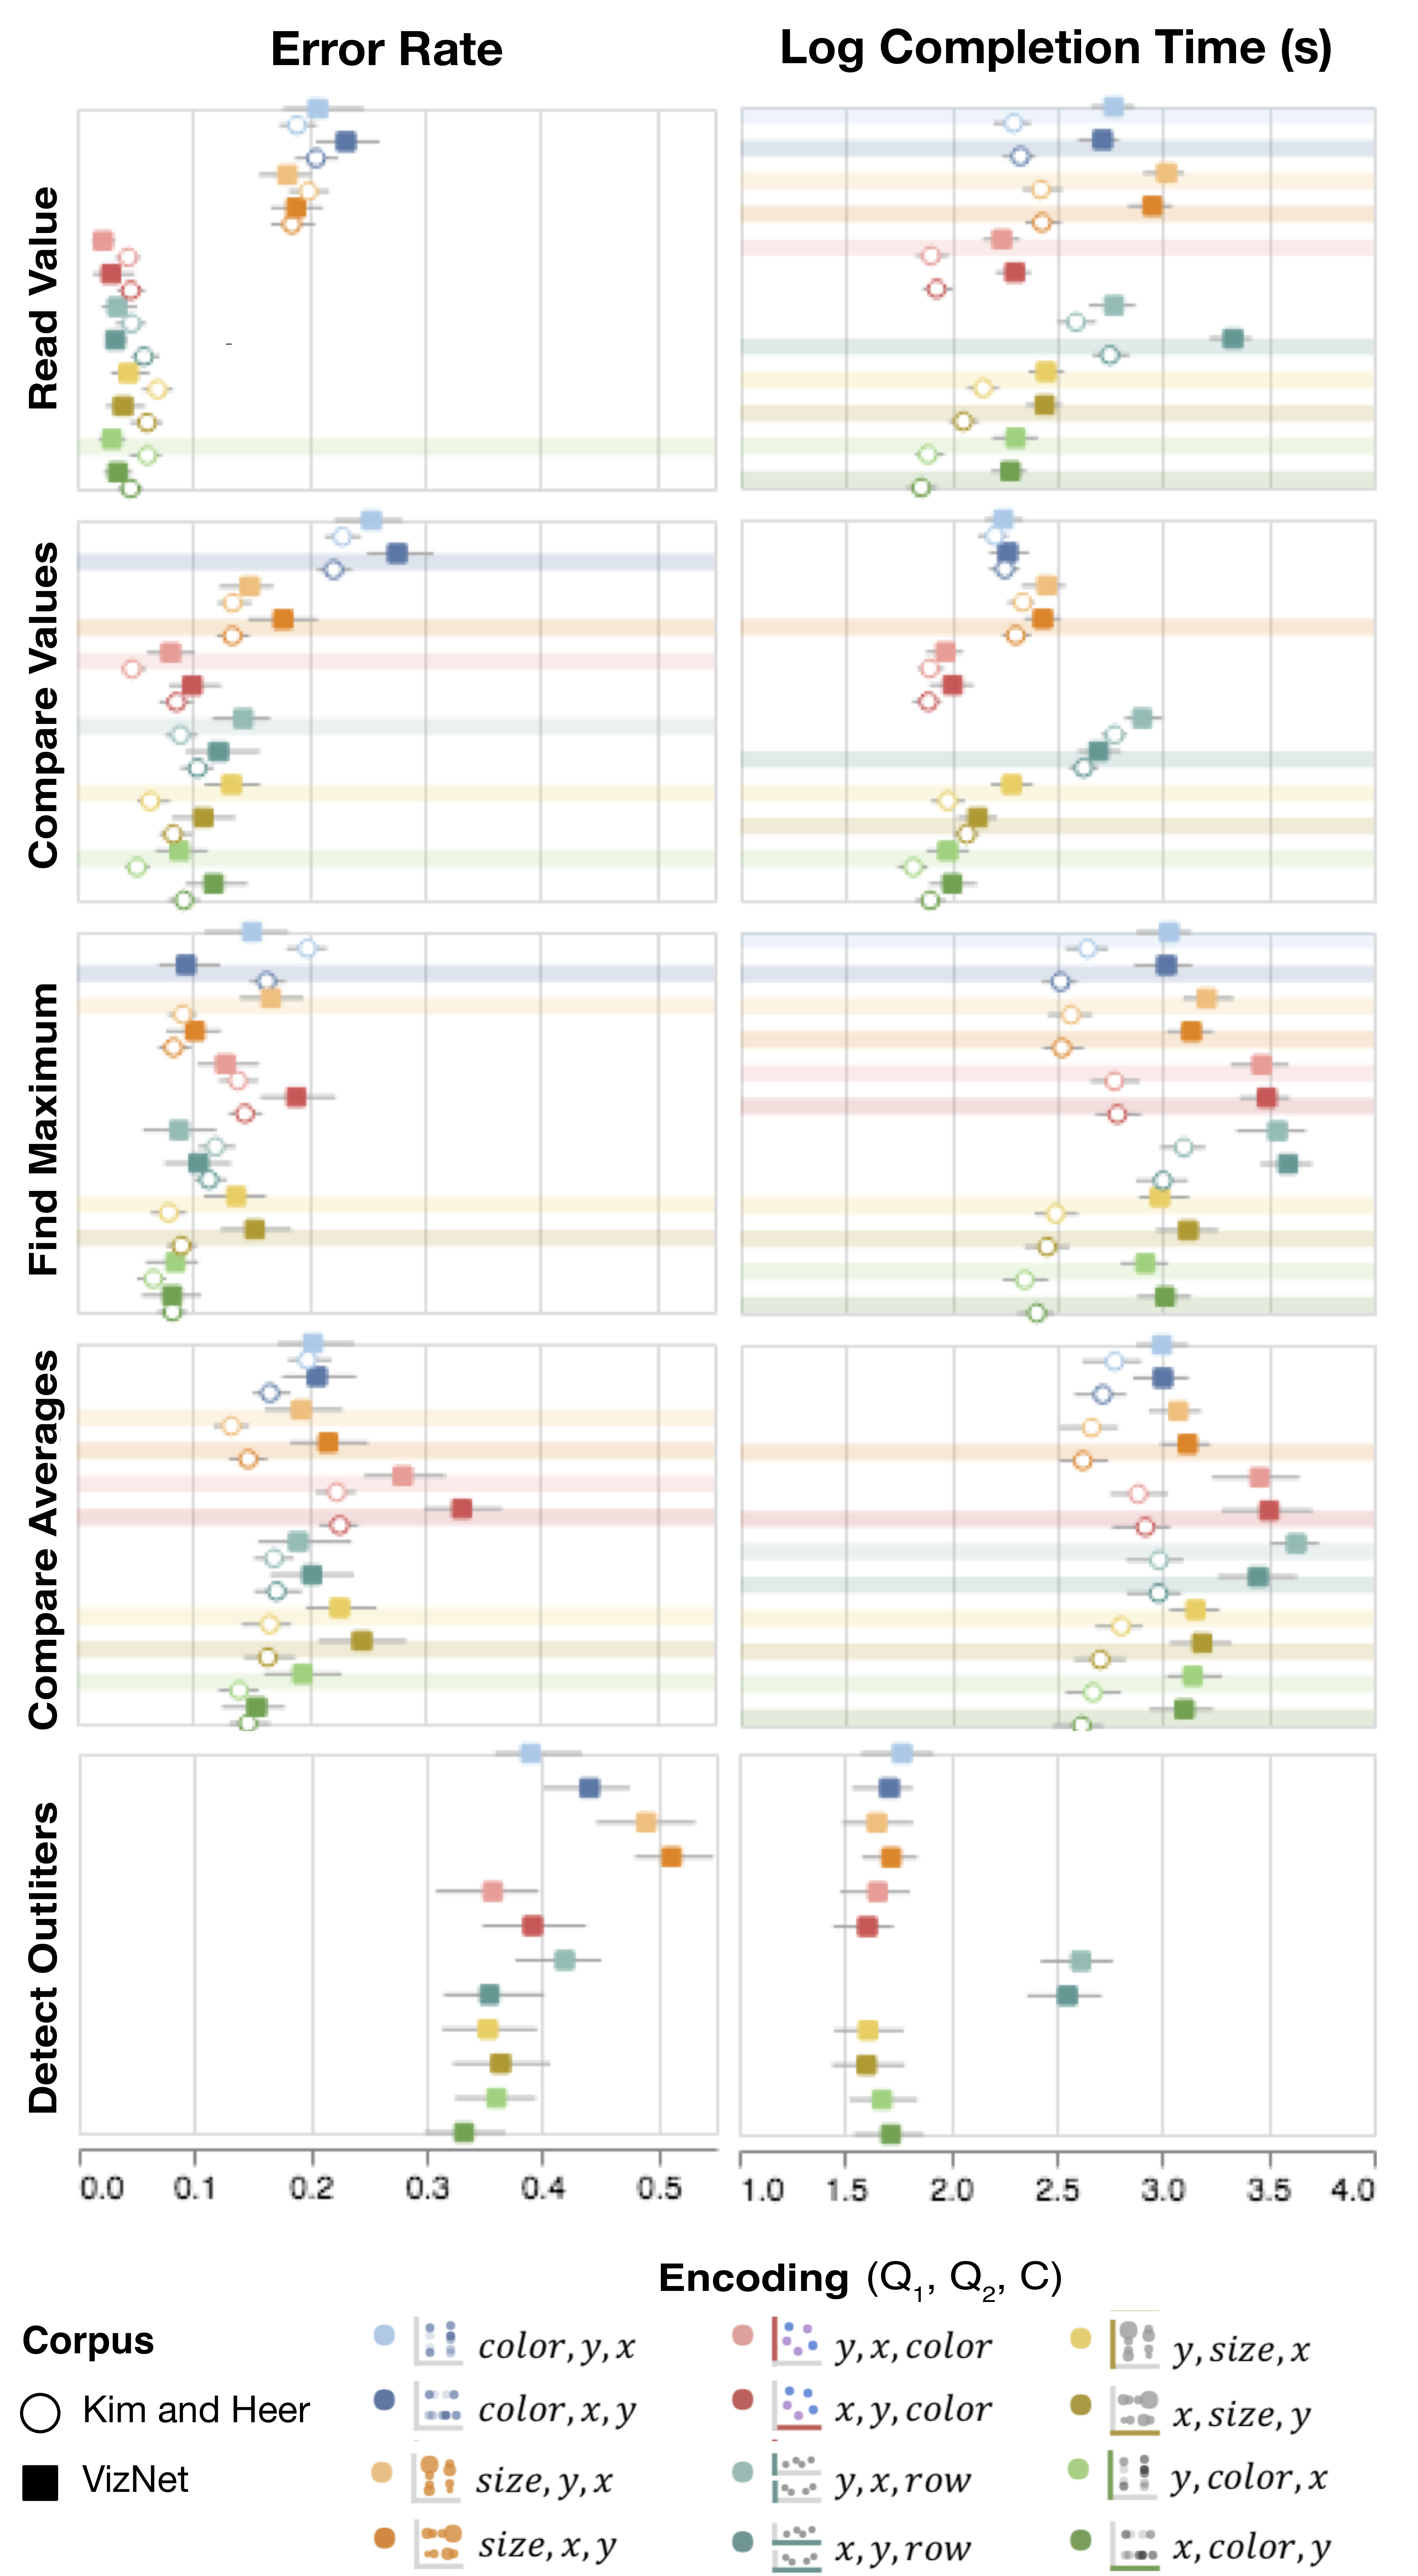 Error Rate
Log Completion Time (s)
Read Value
Compare Values
Find Maximum
Compare Averages
Detect Outliters
0.0 0.1 0.2 0.3 0.4 0.5
1.0 1.5 2.0 2.5 3.0 3.5 4.0
Encoding (Q1, Q2, C)
Corpus
Kim and Heer
VizNet
color, y, x
color, x, y
size, y, x
size, x, y
y, x, color
x, y, color
y, x, row
x, y, row
y, size, x
x, size, y
y, color, x
x, color, y